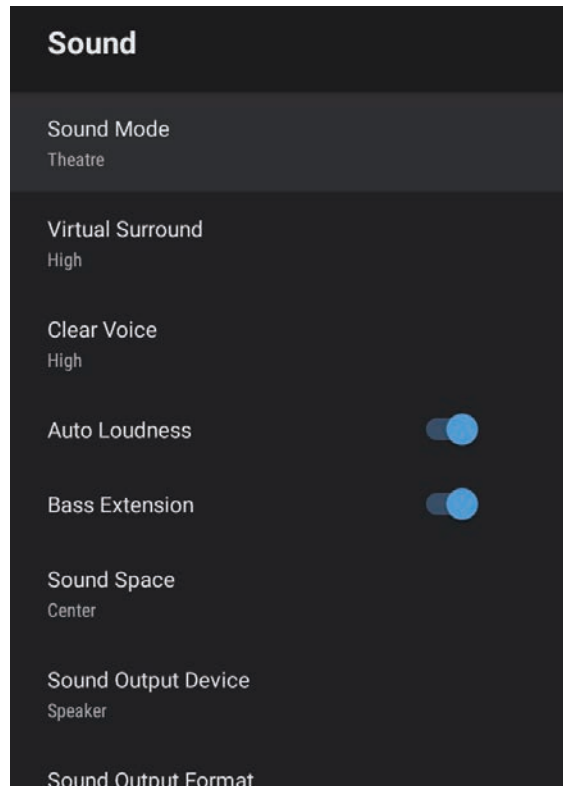 Sound
Sound Mode
Theatre
Virtual Surround
High
Clear Voice
High
Auto Loudness
Bass Extension
Sound Space
Center
Sound Output Device
Speaker
Sound Output Format